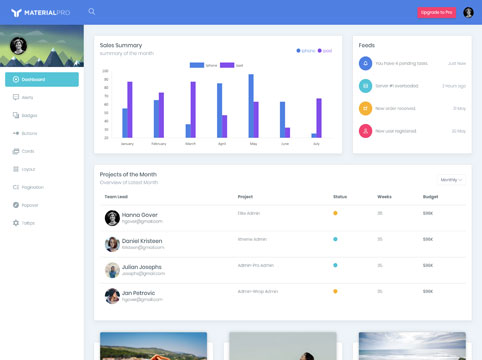 MATERIALPRO
Upgrade to Pro
Dashboard
Alerts
Badges
Buttons
Cards
Layout
Pagination
Popover
Tooltips
Sales Summary
summary of the month
iphone
ipad
iphone
ipad
100
90
80
70
60
50
40
30
20
January
February
March
April
May
June
July
Feeds
You have 4 pending tasks.
Just Now
Server #1 overloaded.
2 Hours ago
New order received.
31 May
New user registered.
30 May
Projects of the Month
Overview of Latest Month
Monthly
Team Lead
Project
Status
Weeks
Budget
Hanna Gover
hgover@gmail.com
Flexy Admin
35
$95K
Daniel Kristeen
Kristeen@gmail.com
Xtreme Admin
35
$95K
Julian Josephs
Josephs@gmail.com
Admin Pro Admin
35
$95K
Jan Petrovic
hgover@gmail.com
Admin Wrap Admin
35
$95K